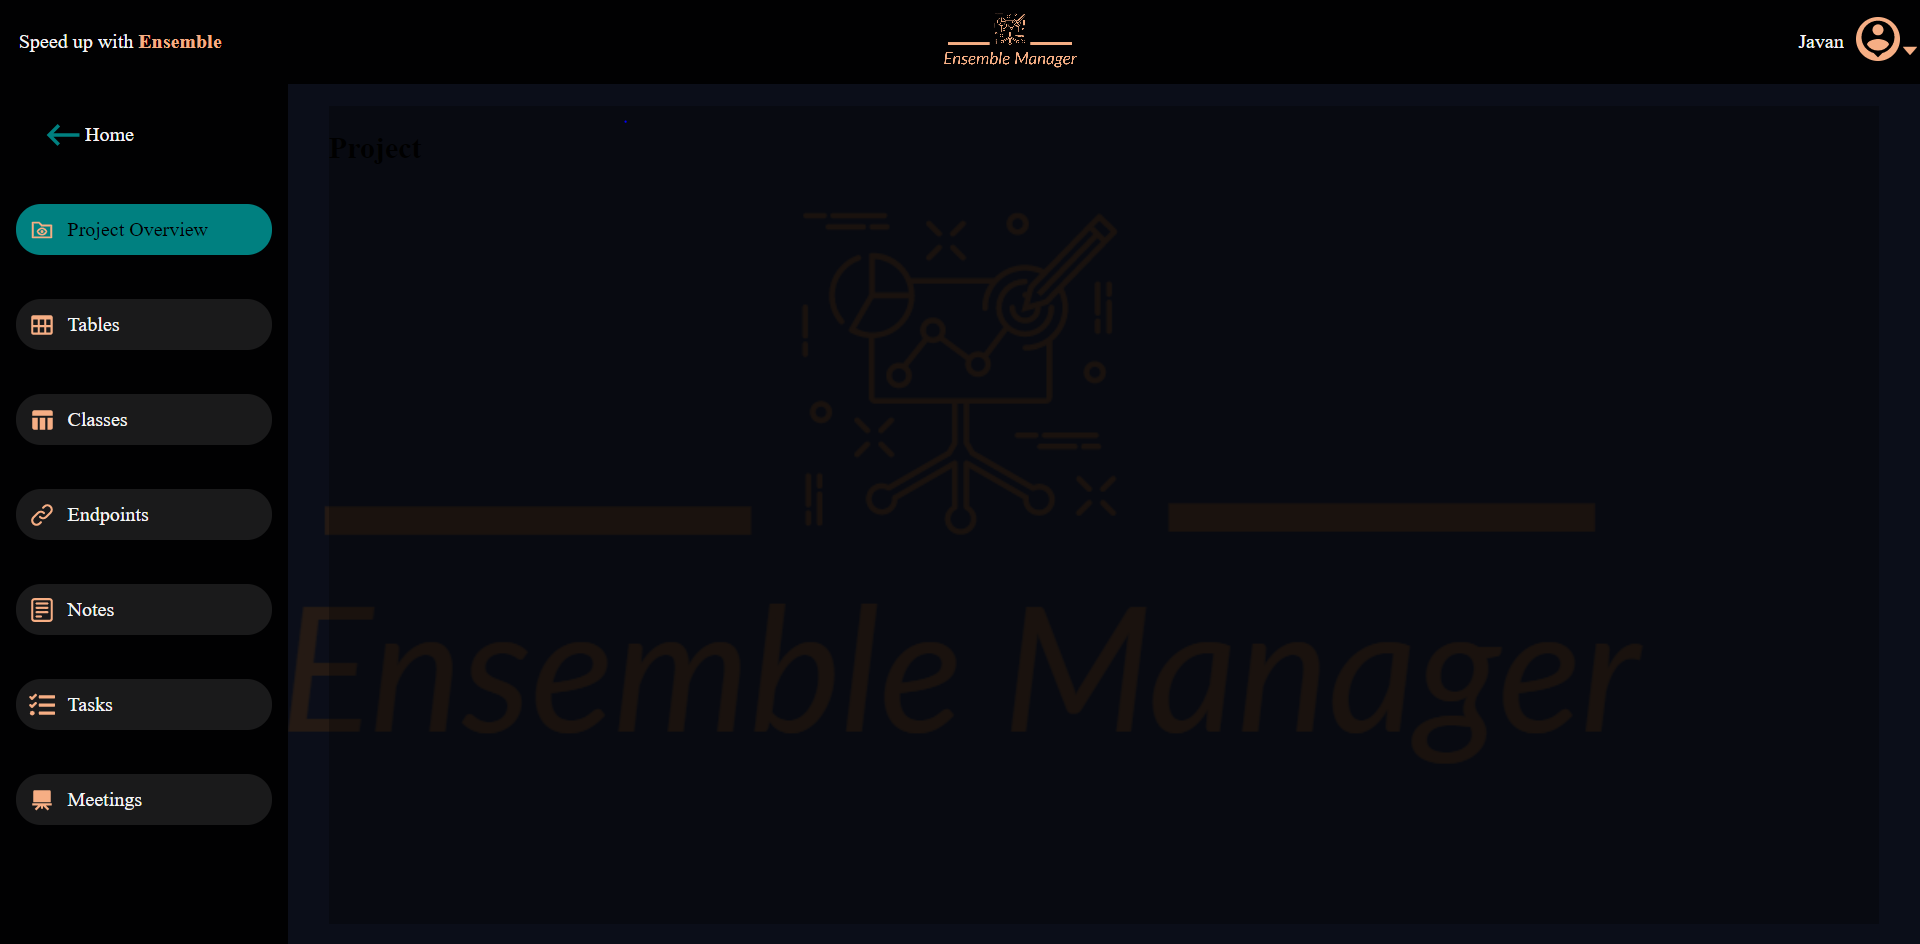 Speed up with Ensemble
Ensemble Manager
Javan
Home
Project Overview
Tables
Classes
Endpoints
Notes
Tasks
Meetings
Project
Ensemble Manager